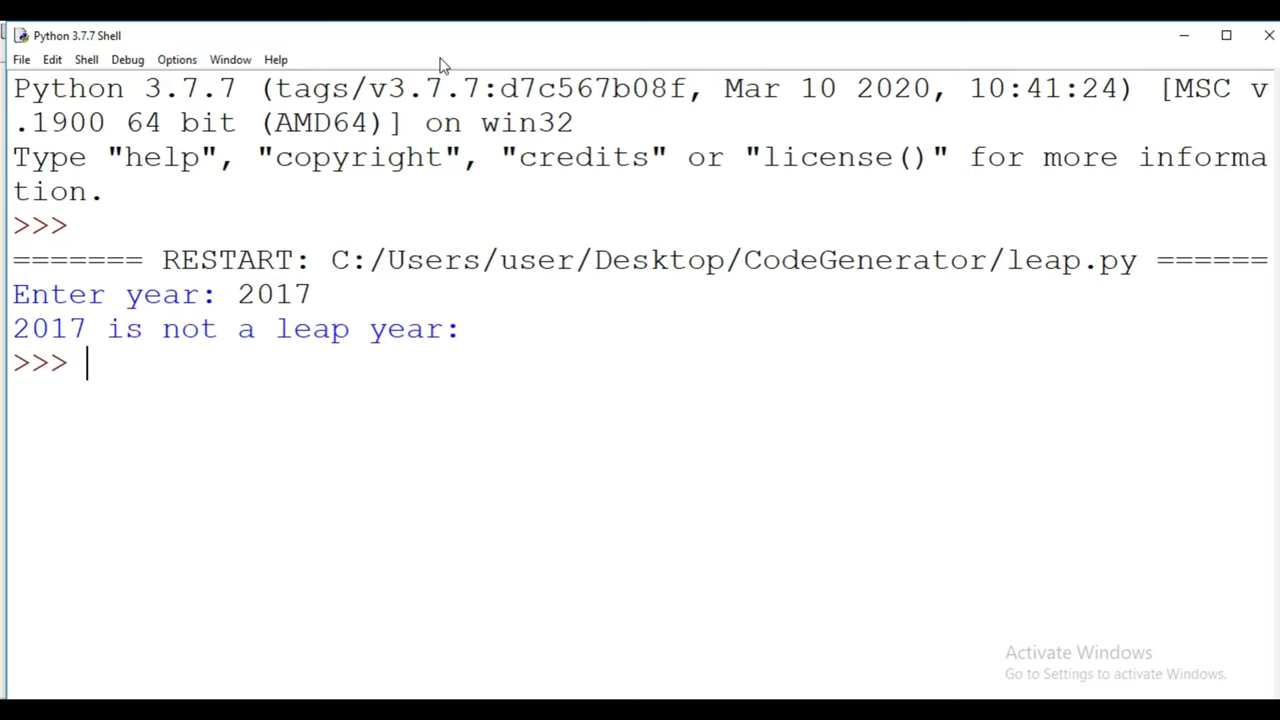 Python 3.7.7 Shell
File Edit Shell Debug Options Window Help
Python 3.7.7 (tags/v3.7.7:d7c567b08f, Mar 10 2020, 10:41:24) [MSC v
.1900 64 bit (AMD64)] on win32
Type "help", "copyright", "credits" or "license()" for more informa
tion.
>>>
======= RESTART: C:/Users/user/Desktop/CodeGenerator/leap.py ======
Enter year: 2017
2017 is not a leap year:
>>>
Activate Windows
Go to Settings to activate Windows.